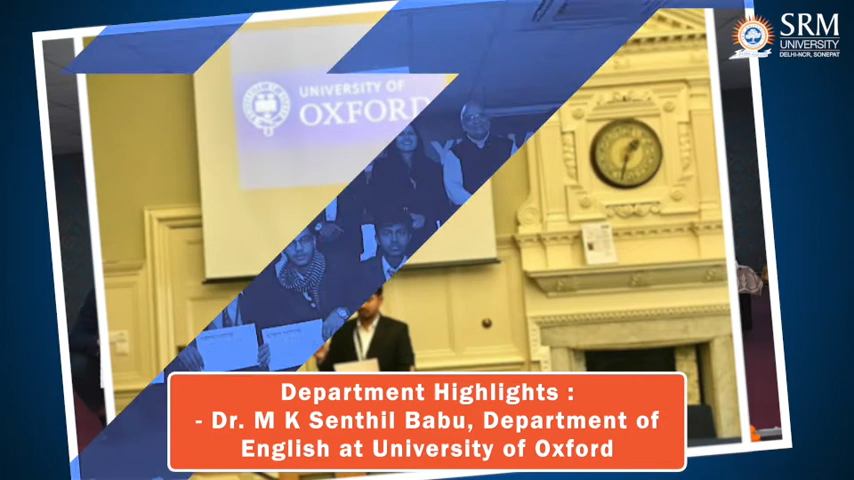 SRM
UNIVERSITY
DELHI-NCR, SONEPAT
UNIVERSITY OF
OXFORD
Department Highlights :
- Dr. M K Senthil Babu, Department of
English at University of Oxford